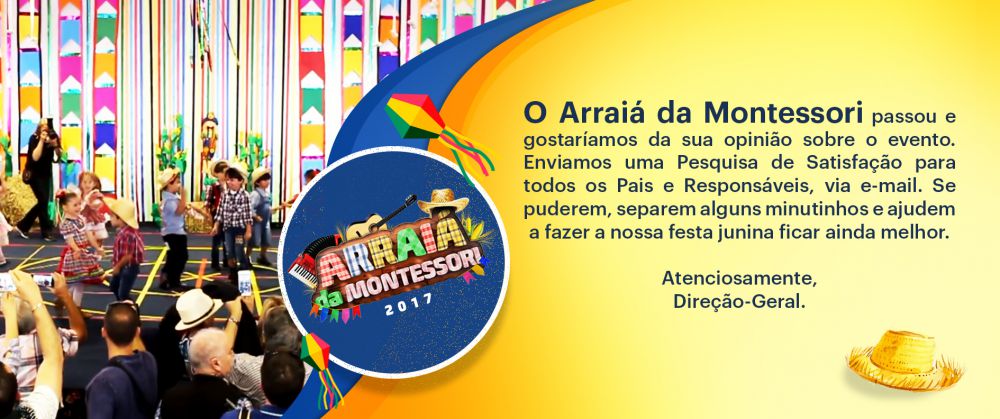 ARRAIÁ
da MONTESSORI
2017
O Arraiá da Montessori passou e
gostaríamos da sua opinião sobre o evento.
Enviamos uma Pesquisa de Satisfação para
todos os Pais e Responsáveis, via e-mail. Se
puderem, separem alguns minutinhos e ajudem
a fazer a nossa festa junina ficar ainda melhor.
Atenciosamente,
Direção-Geral.